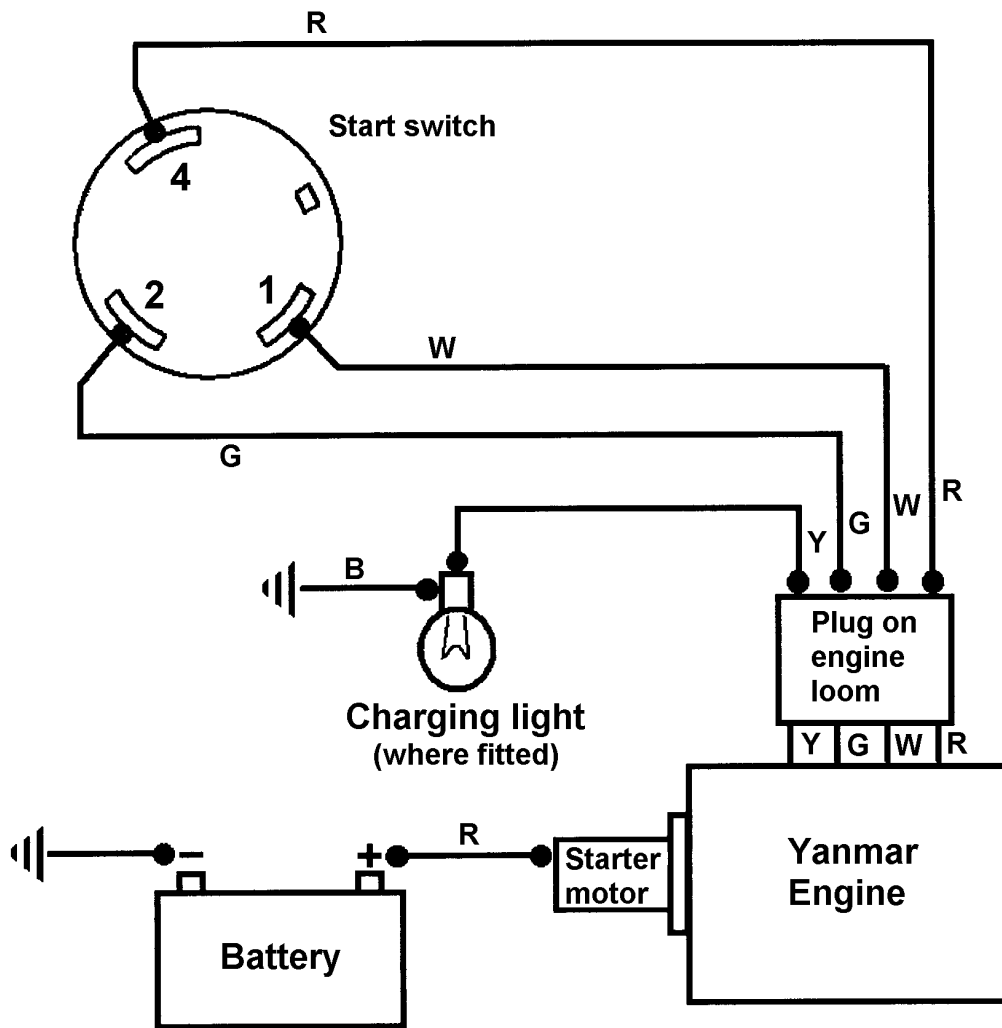 R
Start switch
4
2
1
W
G
R
W
G
Y
B
Plug on
engine
loom
Charging light
(where fitted)
Y G W R
R
− +
Starter
motor
Yanmar
Engine
Battery